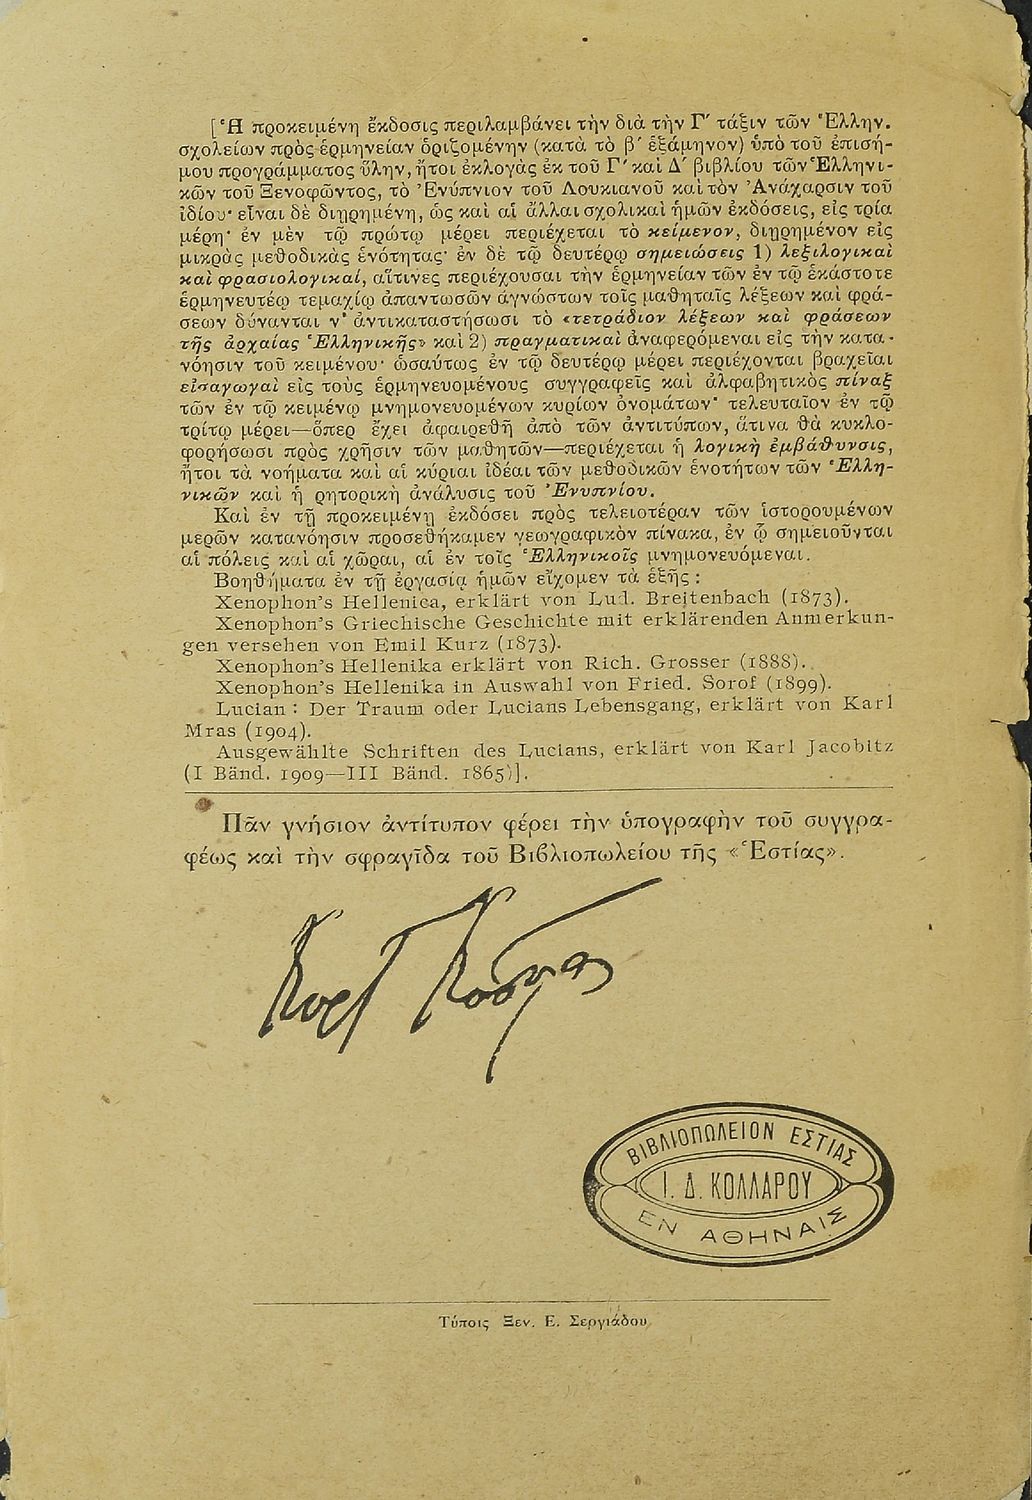 [Ἡ προκειμένη ἔκδοσις περιλαμβάνει τὴν διὰ τὴν Γ΄ τάξιν τῶν Ἑλλην.
σχολείων πρὸς ἑρμηνείαν ὁριζομένην (κατὰ τὸ β΄ ἑξάμηνον) ὑπὸ τοῦ ἐπισή-
μου προγράμματος ὕλην, ἤτοι ἐκλογὰς ἐκ τοῦ Γ΄ καὶ Δ΄ βιβλίου τῶν Ἑλληνι-
κῶν τοῦ Ξενοφῶντος, τὸ Ἐνύπνιον τοῦ Λουκιανοῦ καὶ τὸν Ἀνάχαρσιν τοῦ
ἰδίου· εἶναι δὲ διῃρημένη, ὡς καὶ αἱ ἄλλαι σχολικαὶ ἡμῶν ἐκδόσεις, εἰς τρία
μέρη· ἐν μὲν τῷ πρώτῳ μέρει περιέχεται τὸ κείμενον, διῃρημένον εἰς
μικρὰς μεθοδικὰς ἑνότητας· ἐν δὲ τῷ δευτέρῳ σημειώσεις 1) λεξιλογικαὶ
καὶ φρασιολογικαί, αἵτινες περιέχουσαι τὴν ἑρμηνείαν τῶν ἐν τῷ ἑκάστοτε
ἑρμηνευτέῳ τεμαχίῳ ἀπαντωσῶν ἀγνώστων τοῖς μαθηταῖς λέξεων καὶ φρά-
σεων δύνανται ν' ἀντικαταστήσωσι τὸ «τετράδιον λέξεων καὶ φράσεων
τῆς ἀρχαίας Ἑλληνικῆς» καὶ 2) πραγματικαὶ ἀναφερόμεναι εἰς τὴν κατα-
νόησιν τοῦ κειμένου· ὡσαύτως ἐν τῷ δευτέρῳ μέρει περιέχονται βραχεῖαι
εἰσαγωγαὶ εἰς τοὺς ἑρμηνευομένους συγγραφεῖς καὶ ἀλφαβητικὸς πίναξ
τῶν ἐν τῷ κειμένῳ μνημονευομένων κυρίων ὀνομάτων· τελευταῖον ἐν τῷ
τρίτῳ μέρει—ὅπερ ἔχει ἀφαιρεθῆ ἀπὸ τῶν ἀντιτύπων, ἅτινα θὰ κυκλο-
φορήσωσι πρὸς χρῆσιν τῶν μαθητῶν—περιέχεται ἡ λογικὴ ἐμβάθυνσις,
ἤτοι τὰ νοήματα καὶ αἱ κύριαι ἰδέαι τῶν μεθοδικῶν ἑνοτήτων τῶν Ἑλλη-
νικῶν καὶ ἡ ρητορικὴ ἀνάλυσις τοῦ Ἐνυπνίου.
Καὶ ἐν τῇ προκειμένῃ ἐκδόσει πρὸς τελειοτέραν τῶν ἱστορουμένων
μερῶν κατανόησιν προσεθήκαμεν γεωγραφικὸν πίνακα, ἐν ᾧ σημειοῦνται
αἱ πόλεις καὶ αἱ χῶραι, αἱ ἐν τοῖς Ἑλληνικοῖς μνημονευόμεναι.
Βοηθήματα ἐν τῇ ἐργασίᾳ ἡμῶν εἴχομεν τὰ ἑξῆς:
Xenophon's Hellenica, erklärt von Lud. Brejtenbach (1873).
Xenophon's Griechische Geschichte mit erklärenden Anmerkun-
gen versehen von Emil Kurz (1873).
Xenophon's Hellenika erklärt von Rich. Grosser (1888).
Xenophon's Hellenika in Auswahl von Fried. Sorof (1899).
Lucian: Der Traum oder Lucians Lebensgang, erklärt von Karl
Mras (1904).
Ausgewählte Schriften des Lucians, erklärt von Karl Jacobitz
(I Bänd. 1909—III Bänd. 1865)].
Πᾶν γνήσιον ἀντίτυπον φέρει τὴν ὑπογραφὴν τοῦ συγγρα-
φέως καὶ τὴν σφραγῖδα τοῦ Βιβλιοπωλείου τῆς «Ἑστίας».
Κυρ Κοσμας
ΒΙΒΛΙΟΠΩΛΕΙΟΝ ΕΣΤΙΑΣ
Ι. Δ. ΚΟΛΛΑΡΟΥ
ΕΝ ΑΘΗΝΑΙΣ
Τύποις Ξεν. Ε. Σεργιάδου